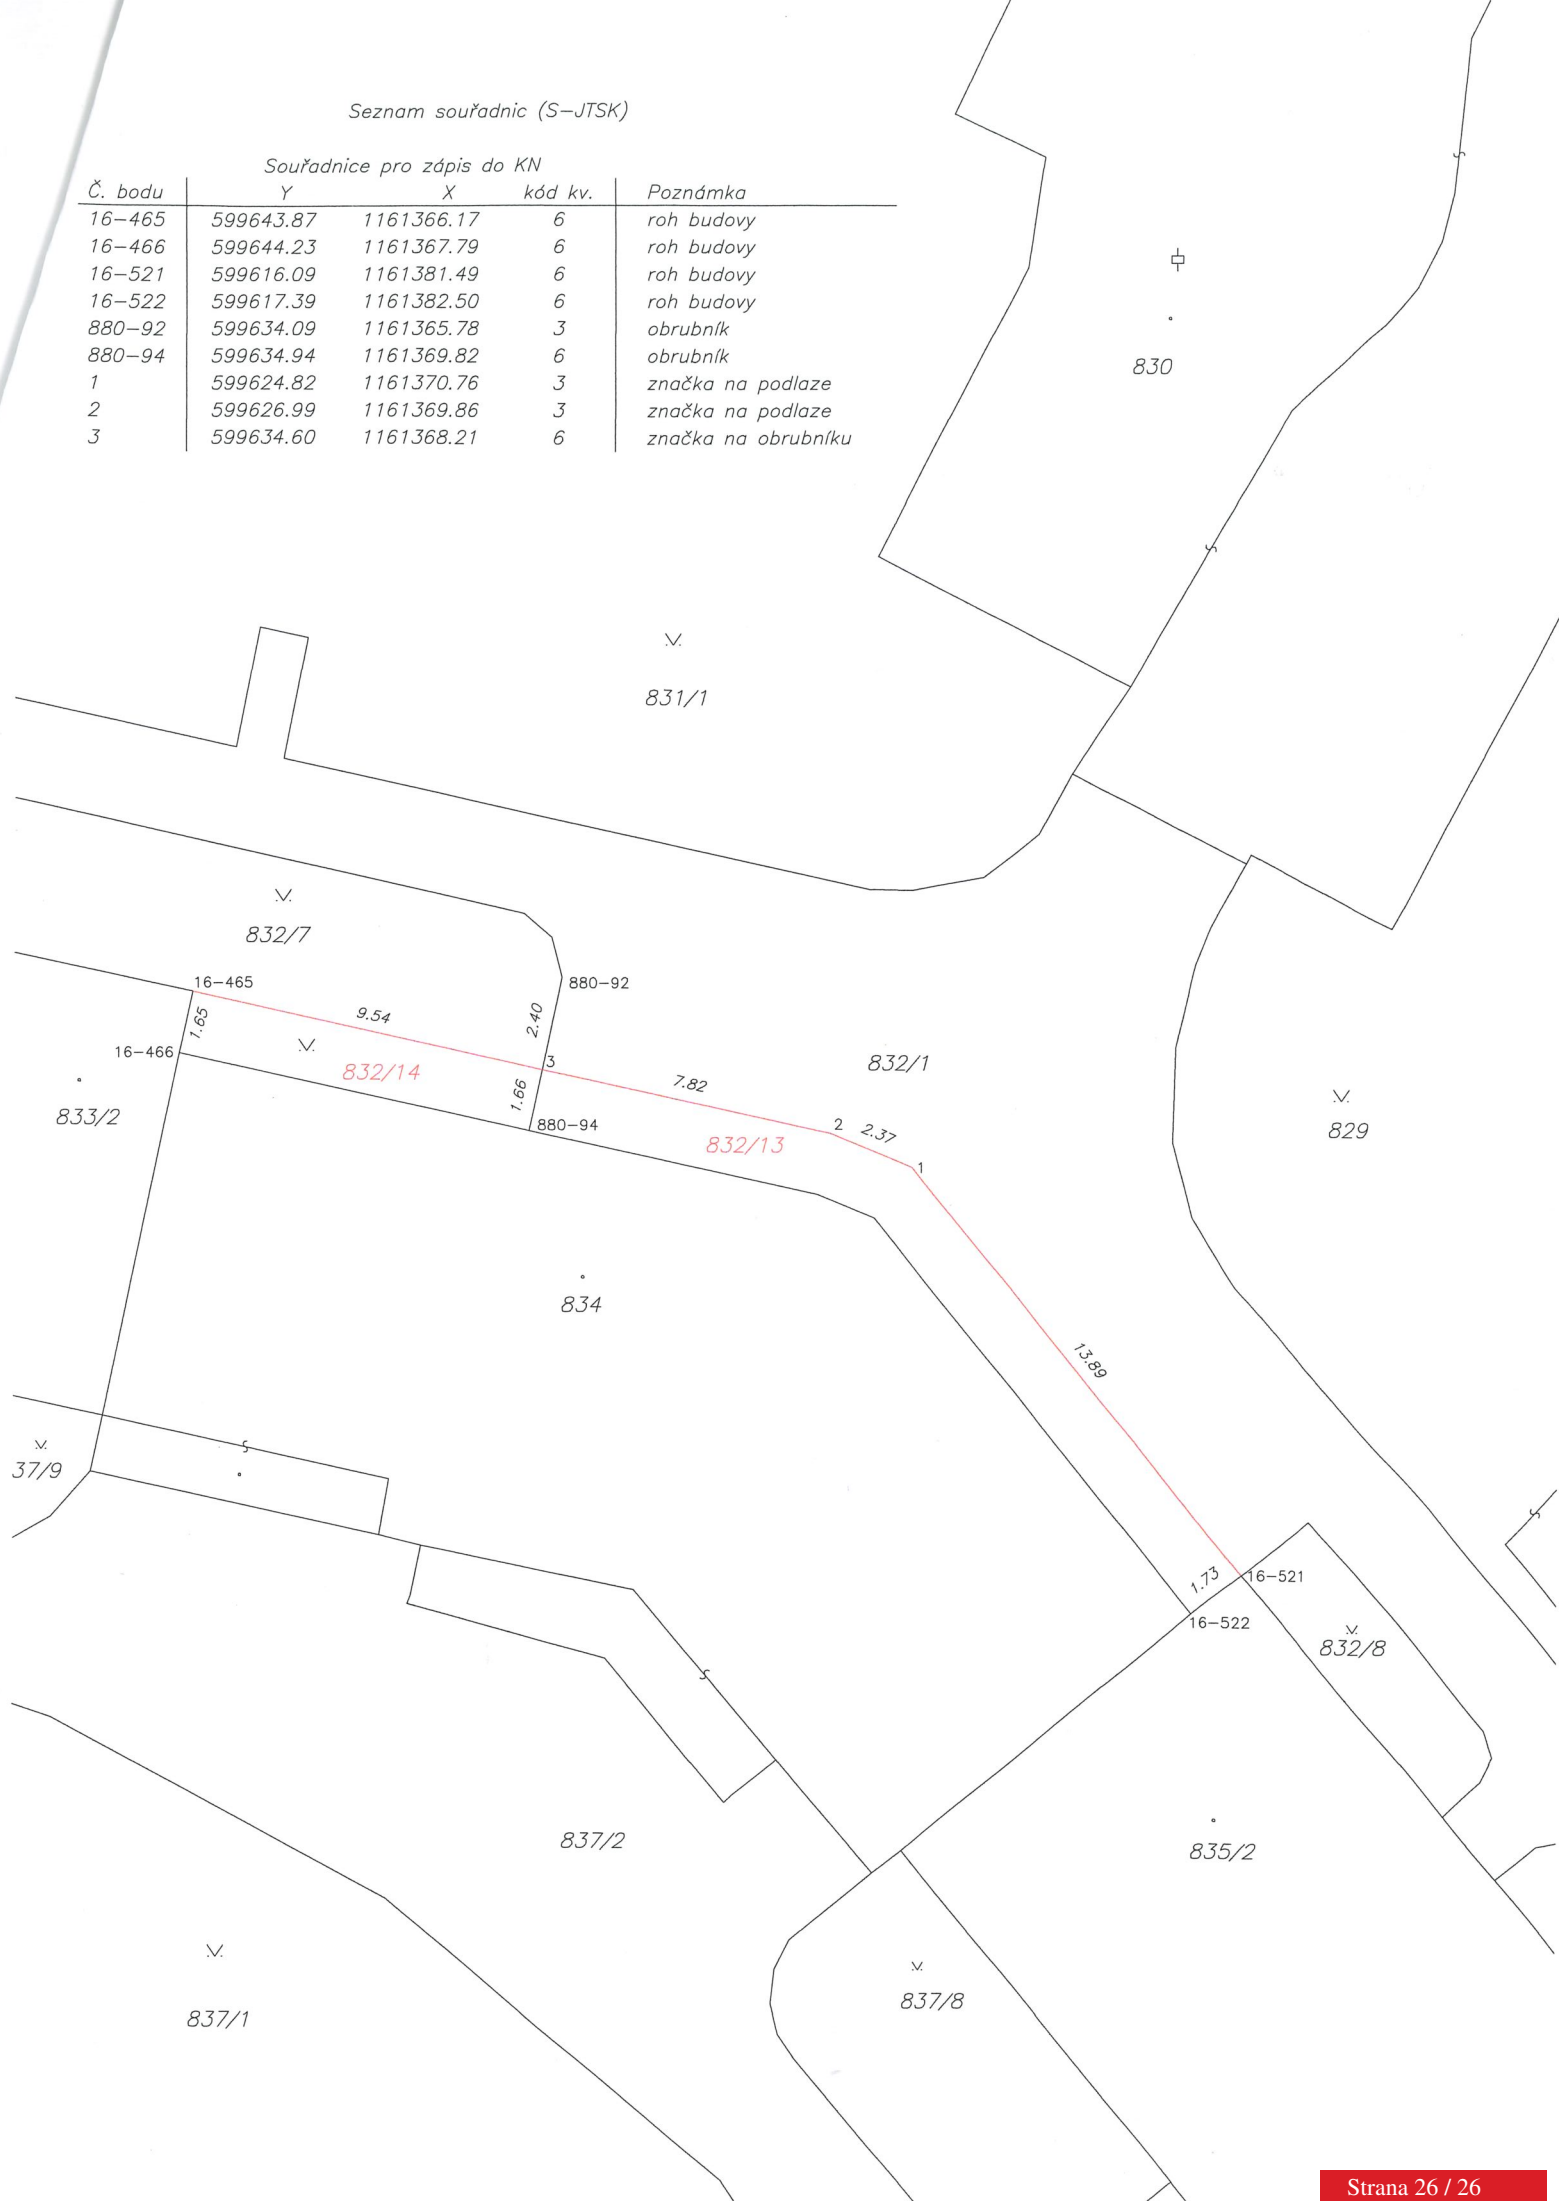 Seznam souřadnic (S-JTSK)
Souřadnice pro zápis do KN
Č. bodu Y X kód kv. Poznámka
16-465 599643.87 1161366.17 6 roh budovy
16-466 599644.23 1161367.79 6 roh budovy
16-521 599616.09 1161381.49 6 roh budovy
16-522 599617.39 1161382.50 6 roh budovy
880-92 599634.09 1161365.78 3 obrubník
880-94 599634.94 1161369.82 6 obrubník
1 599624.82 1161370.76 3 značka na podlaze
2 599626.99 1161369.86 3 značka na podlaze
3 599634.60 1161368.21 6 značka na obrubníku
830
831/1
832/7
16-465
880-92
9.54
2.40
1.65
16-466
3
832/14
832/1
7.82
1.66
833/2
880-94
2
2.37
832/13
1
829
834
13.89
37/9
1.73
16-521
16-522
832/8
837/2
835/2
837/8
837/1
Strana 26 / 26